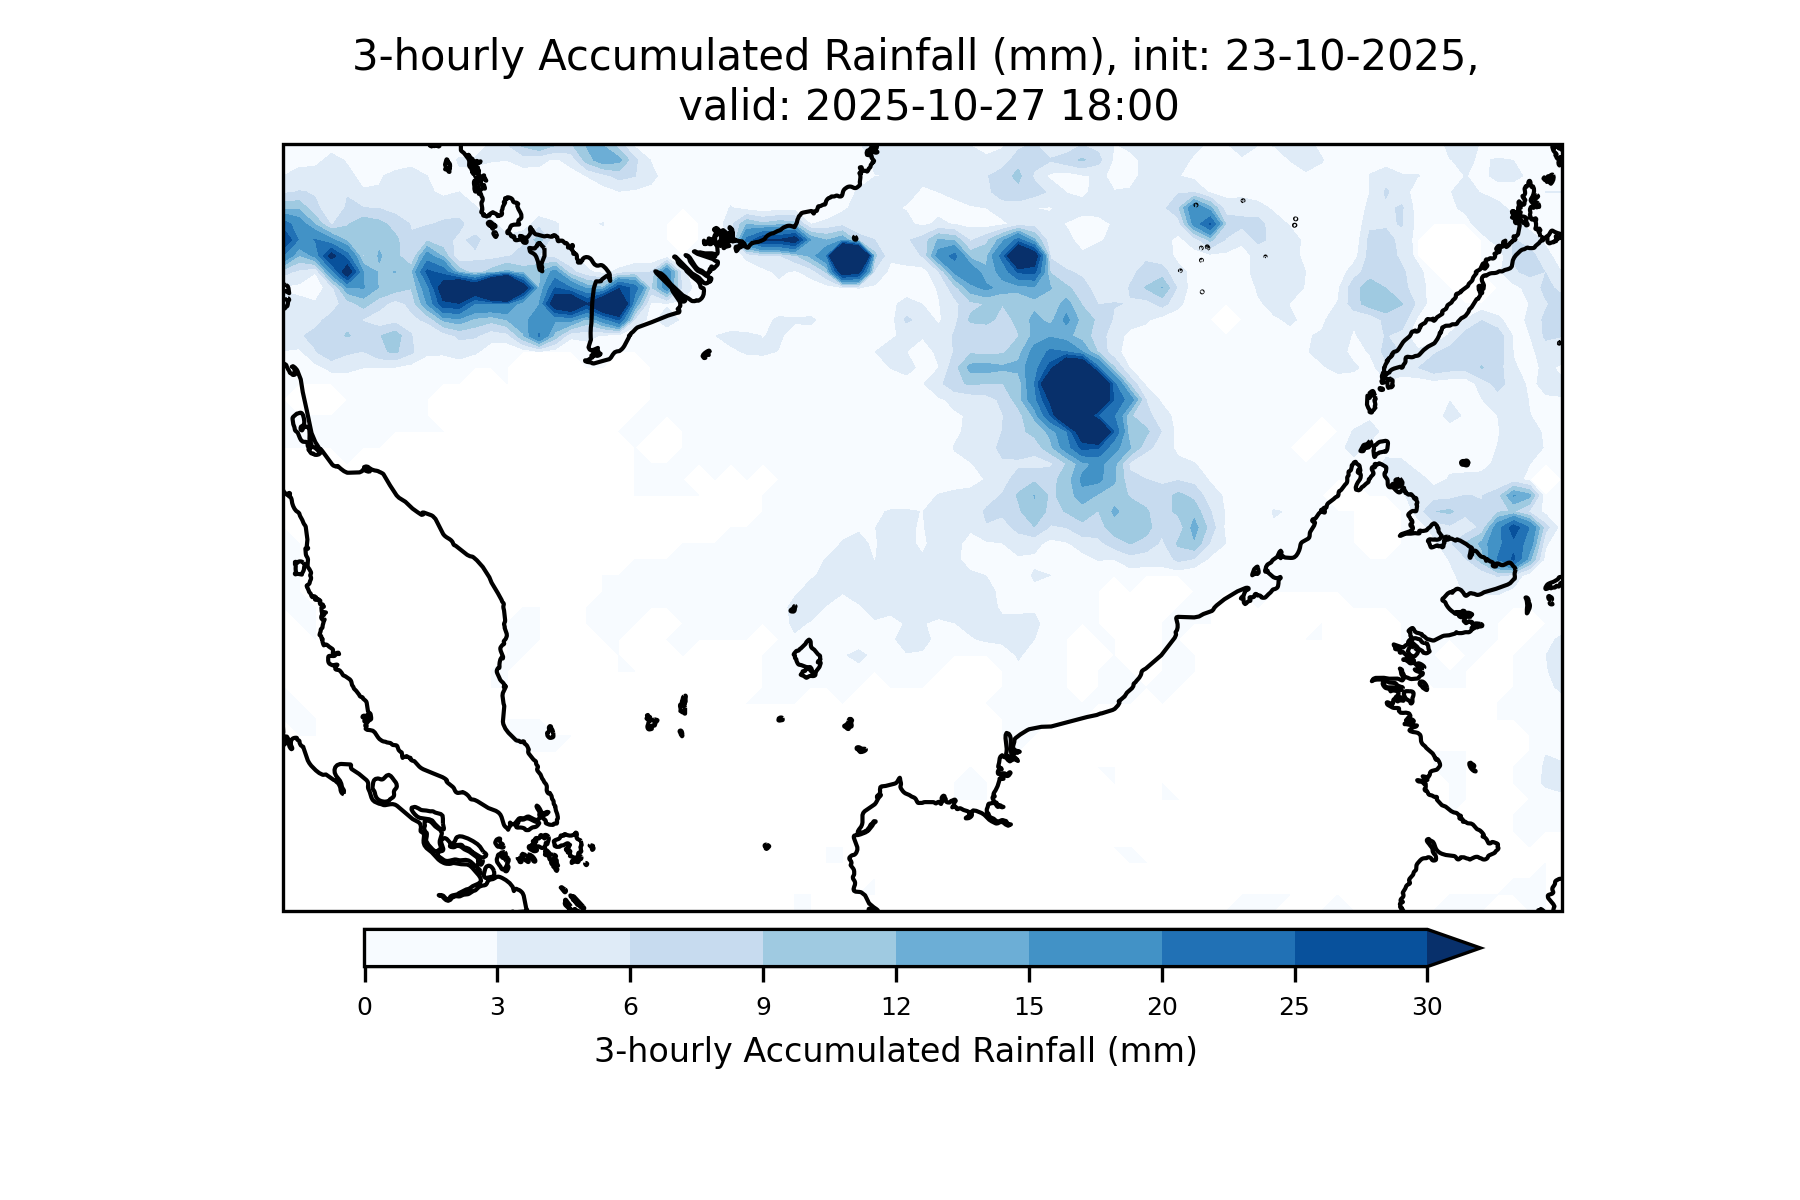 3-hourly Accumulated Rainfall (mm), init: 23-10-2025,
valid: 2025-10-27 18:00
0 3 6 9 12 15 20 25 30
3-hourly Accumulated Rainfall (mm)